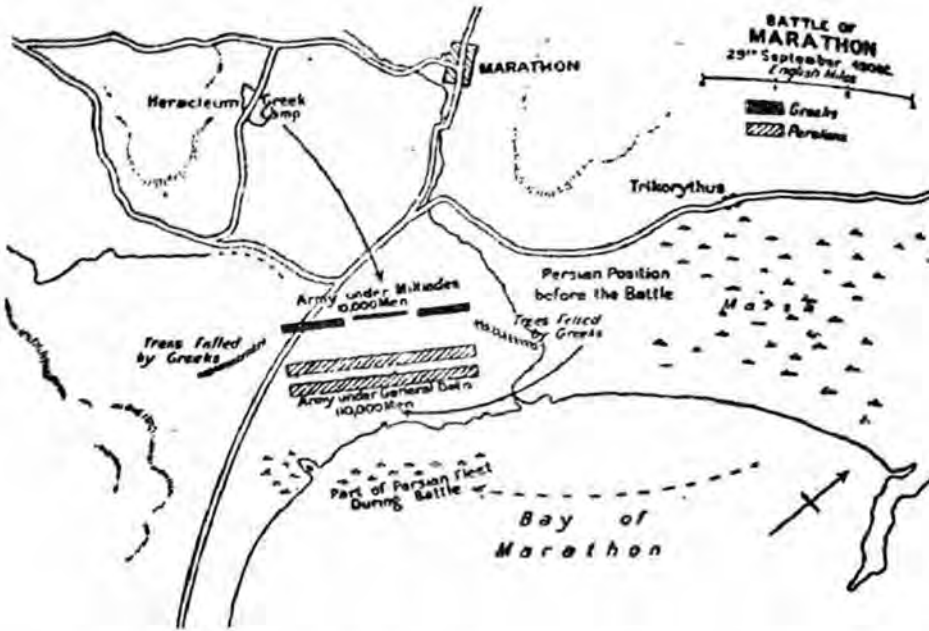 BATTLE OF
MARATHON
29th September, 490BC.
English Miles
Greeks
Persians
MARATHON
Heracleum
Greek
Camp
Trikorythus
Marsh
Persian Position
before the Battle
Army under Miltiades
10,000 Men
Trees Felled
by Greeks
Trees Felled
by Greeks
Army under General Datis
110,000 Men
Part of Persian Fleet
During Battle
Bay of
Marathon